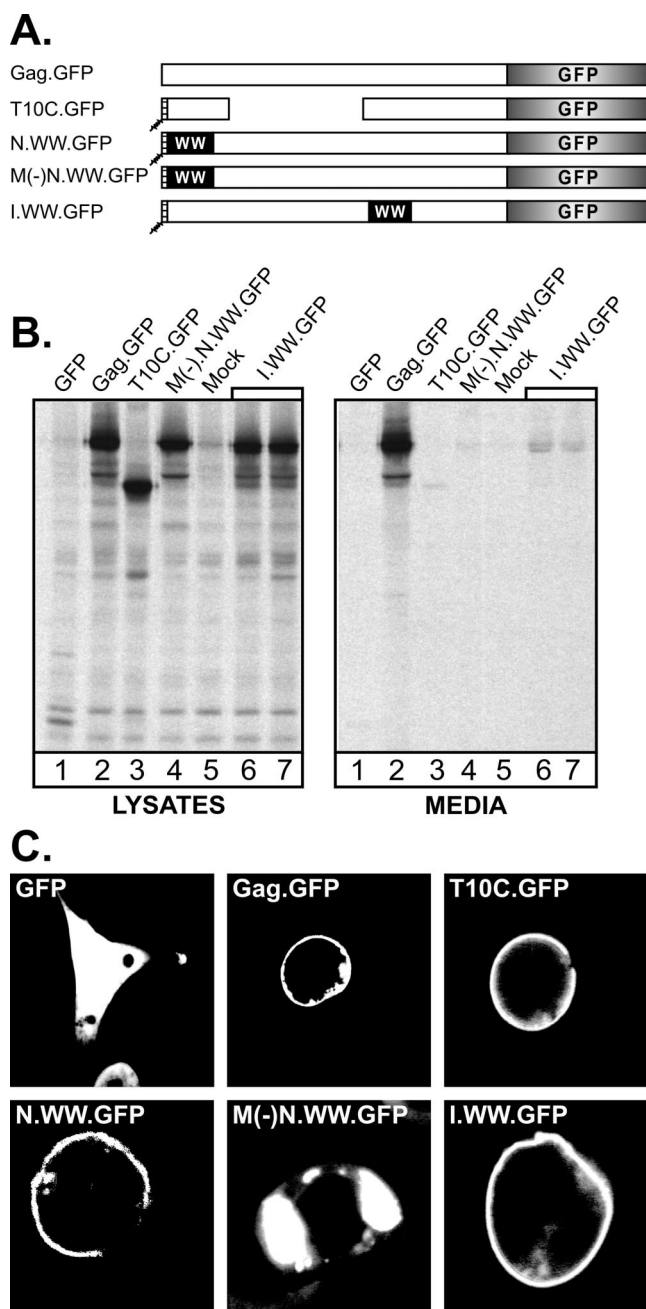 A.
Gag.GFP GFP
T10C.GFP GFP
N.WW.GFP WW GFP
M(-)N.WW.GFP WW GFP
I.WW.GFP WW GFP
B.
GFP Gag.GFP T10C.GFP M(-).N.WW.GFP Mock I.WW.GFP
GFP Gag.GFP T10C.GFP M(-)N.WW.GFP Mock I.WW.GFP
1 2 3 4 5 6 7
1 2 3 4 5 6 7
LYSATES MEDIA
C.
GFP Gag.GFP T10C.GFP
N.WW.GFP M(-)N.WW.GFP I.WW.GFP